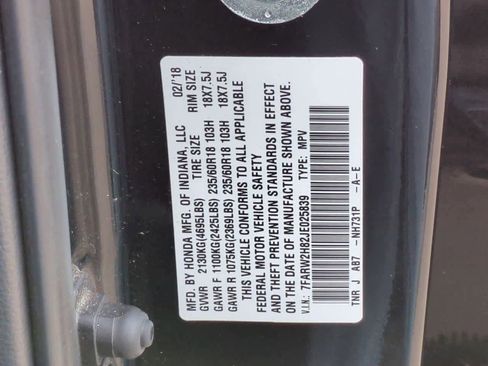 MFD. BY HONDA MFG. OF INDIANA, LLC 02/'18
TIRE SIZE RIM SIZE
GVWR 2130KG(4695LBS)
GAWR F 1100KG(2425LBS) 235/60R18 103H 18X7.5J
GAWR R 1075KG(2369LBS) 235/60R18 103H 18X7.5J
THIS VEHICLE CONFORMS TO ALL APPLICABLE
FEDERAL MOTOR VEHICLE SAFETY
AND THEFT PREVENTION STANDARDS IN EFFECT
ON THE DATE OF MANUFACTURE SHOWN ABOVE.
V.I.N.: 7FARW2H82JE025839 TYPE: MPV
TNR J AB7 -NH731P -A-E